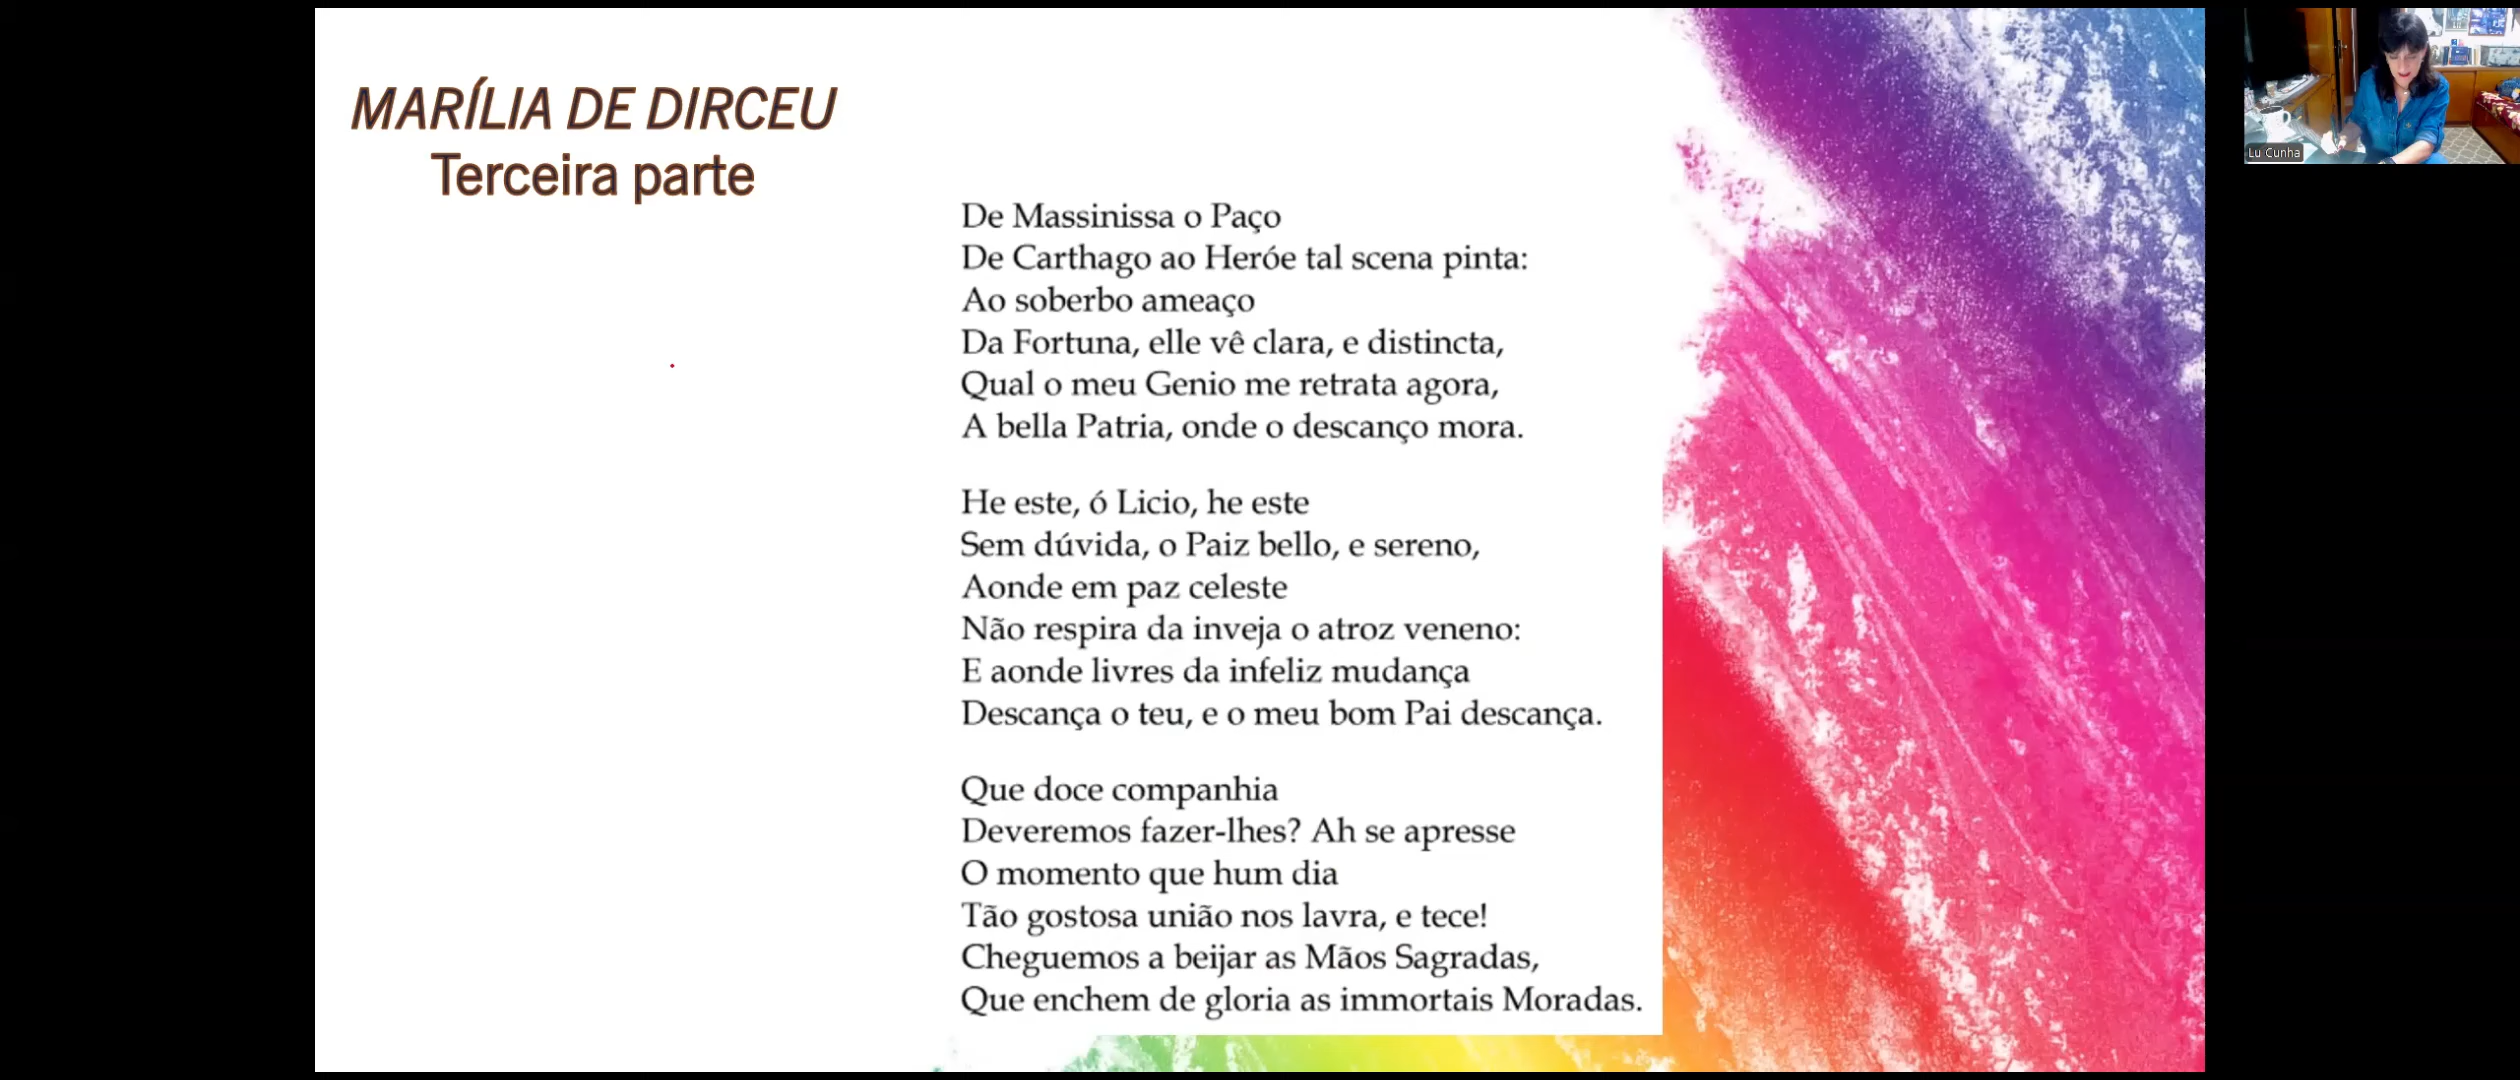 MARÍLIA DE DIRCEU
Terceira parte
De Massinissa o Paço
De Carthago ao Heróe tal scena pinta:
Ao soberbo ameaço
Da Fortuna, elle vê clara, e distincta,
Qual o meu Genio me retrata agora,
A bella Patria, onde o descanço mora.
He este, ó Licio, he este
Sem dúvida, o Paiz bello, e sereno,
Aonde em paz celeste
Não respira da inveja o atroz veneno:
E aonde livres da infeliz mudança
Descança o teu, e o meu bom Pai descança.
Que doce companhia
Deveremos fazer-lhes? Ah se apresse
O momento que hum dia
Tão gostosa união nos lavra, e tece!
Cheguemos a beijar as Mãos Sagradas,
Que enchem de gloria as immortais Moradas.
Lu Cunha